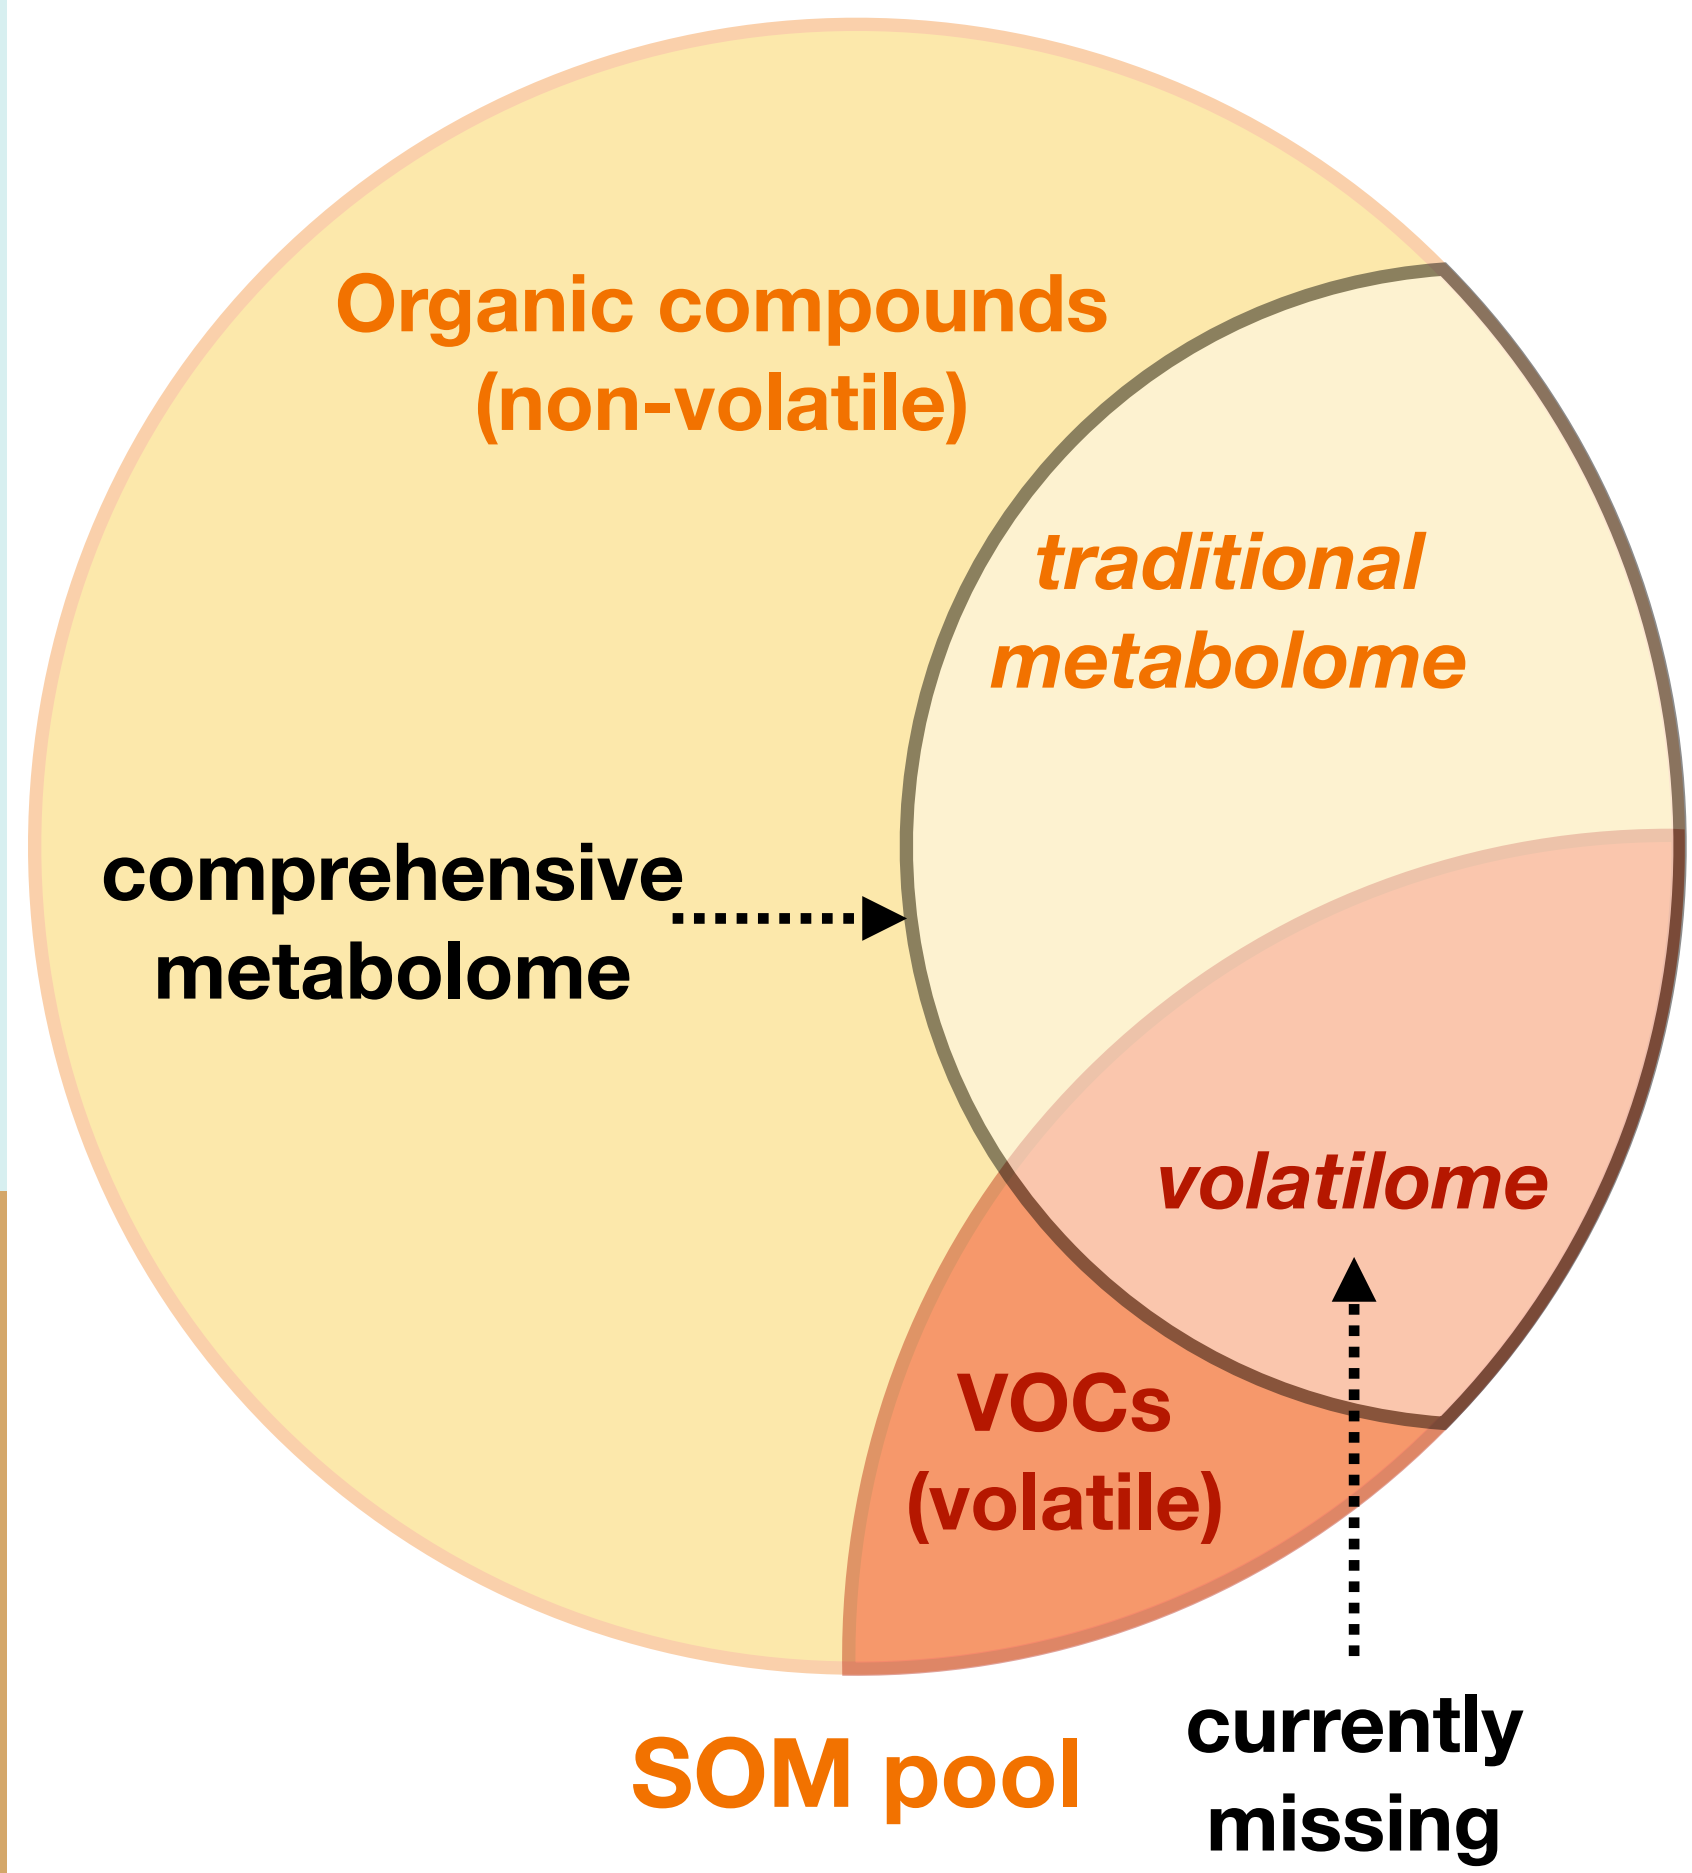 Organic compounds
(non-volatile)
traditional
metabolome
comprehensive
metabolome
volatilome
VOCs
(volatile)
SOM pool
currently
missing